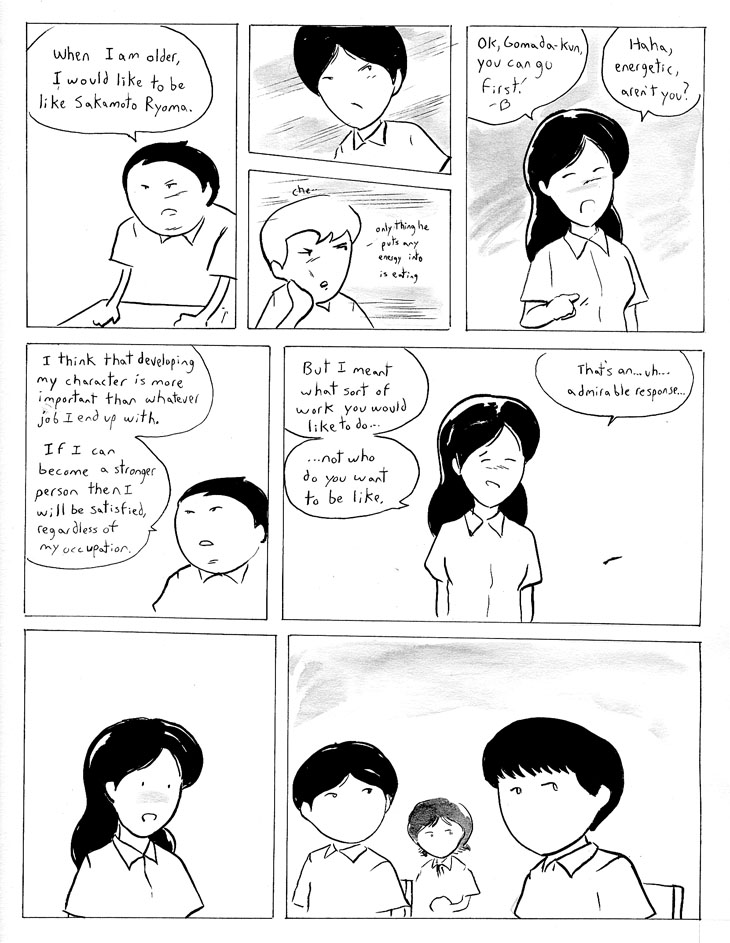 Haha,
energetic,
aren't you?
Ok, Gomada-kun,
you can go
first!
che...
only thing he
puts any
energy into
is eating
When I am older,
I would like to be
like Sakamoto Ryoma.
That's an... uh...
admirable response...
But I meant
what sort of
work you would
like to do...
...not who
do you want
to be like.
I think that developing
my character is more
important than whatever
job I end up with.
If I can
become a stronger
person then I
will be satisfied,
regardless of
my occupation.